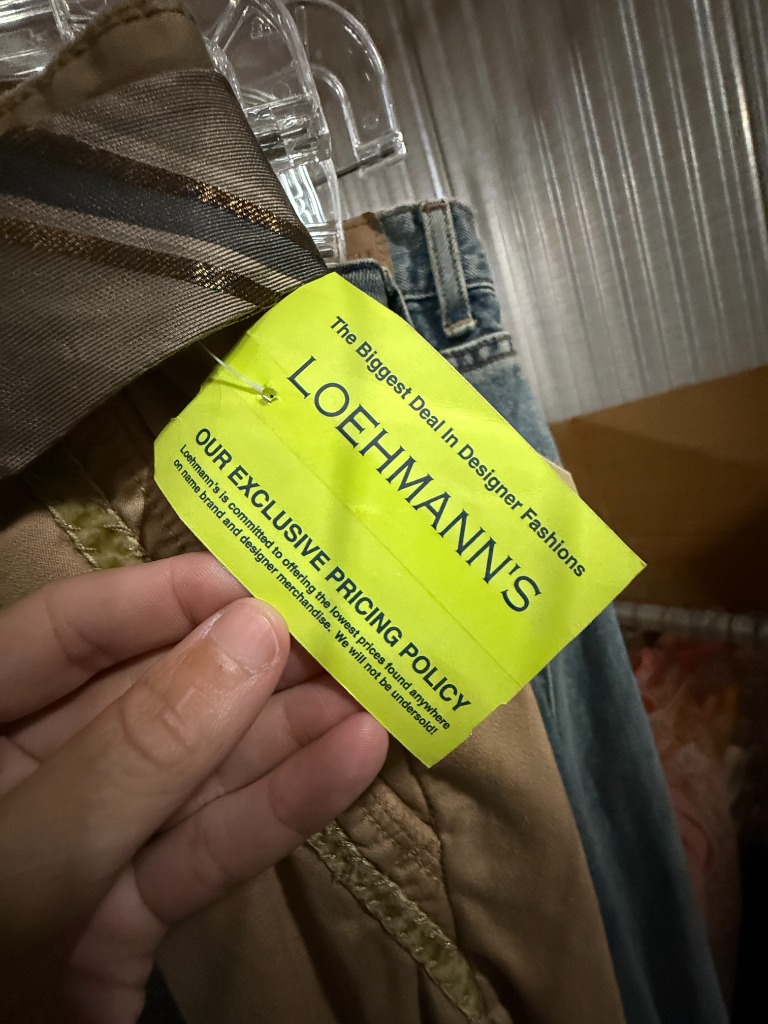 The Biggest Deal In Designer Fashions
LOEHMANN'S
OUR EXCLUSIVE PRICING POLICY
Loehmann's is committed to offering the lowest prices found anywhere
on name brand and designer merchandise. We will not be undersold!